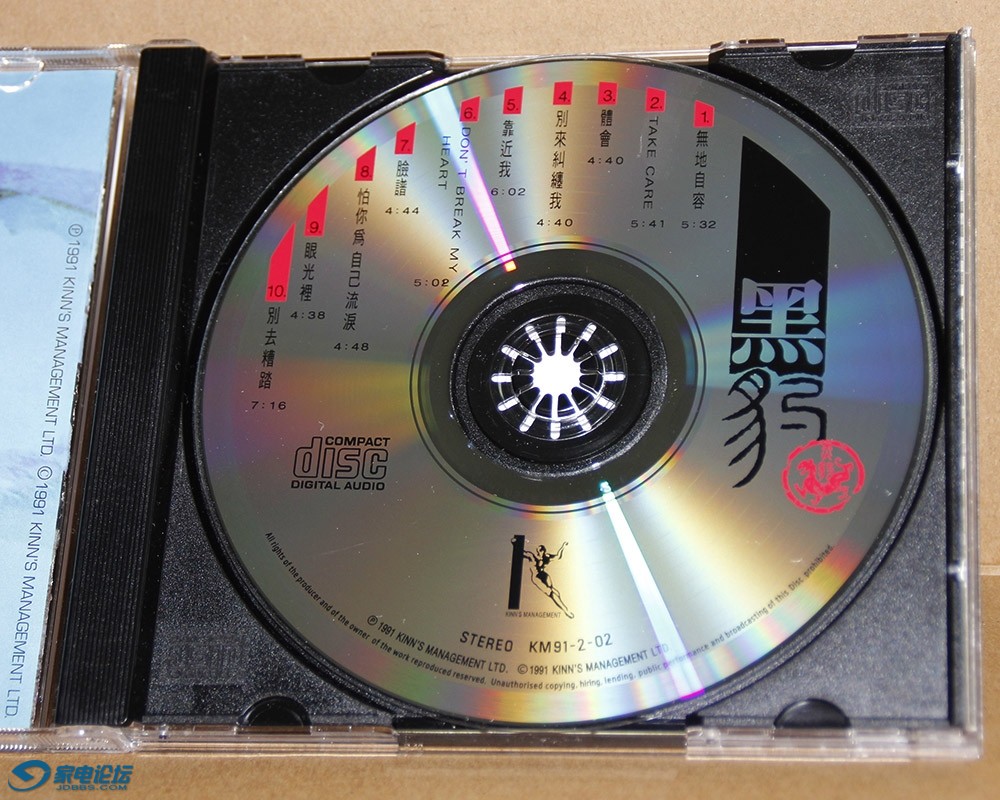 1.
無地自容
5:32
2.
TAKE CARE
5:41
3.
體會
4:40
4.
別來糾纏我
4:40
5.
靠近我
6:02
6.
DON'T BREAK MY
HEART
5:02
7.
臉譜
4:44
8.
怕你為自己流淚
4:48
9.
眼光裡
4:38
10.
別去糟踏
7:16
黑豹
COMPACT
disc
DIGITAL AUDIO
K
KINN'S MANAGEMENT
STEREO KM91-2-02
℗1991 KINN'S MANAGEMENT LTD. ©1991 KINN'S MANAGEMENT LTD.
All rights of the producer and of the owner of the work reproduced reserved. Unauthorised copying, hiring, lending, public performance and broadcasting of this Disc prohibited.
℗1991 KINN'S MANAGEMENT LTD. ©1991 KINN'S MANAGEMENT LTD.
家电论坛
JDBBS.COM